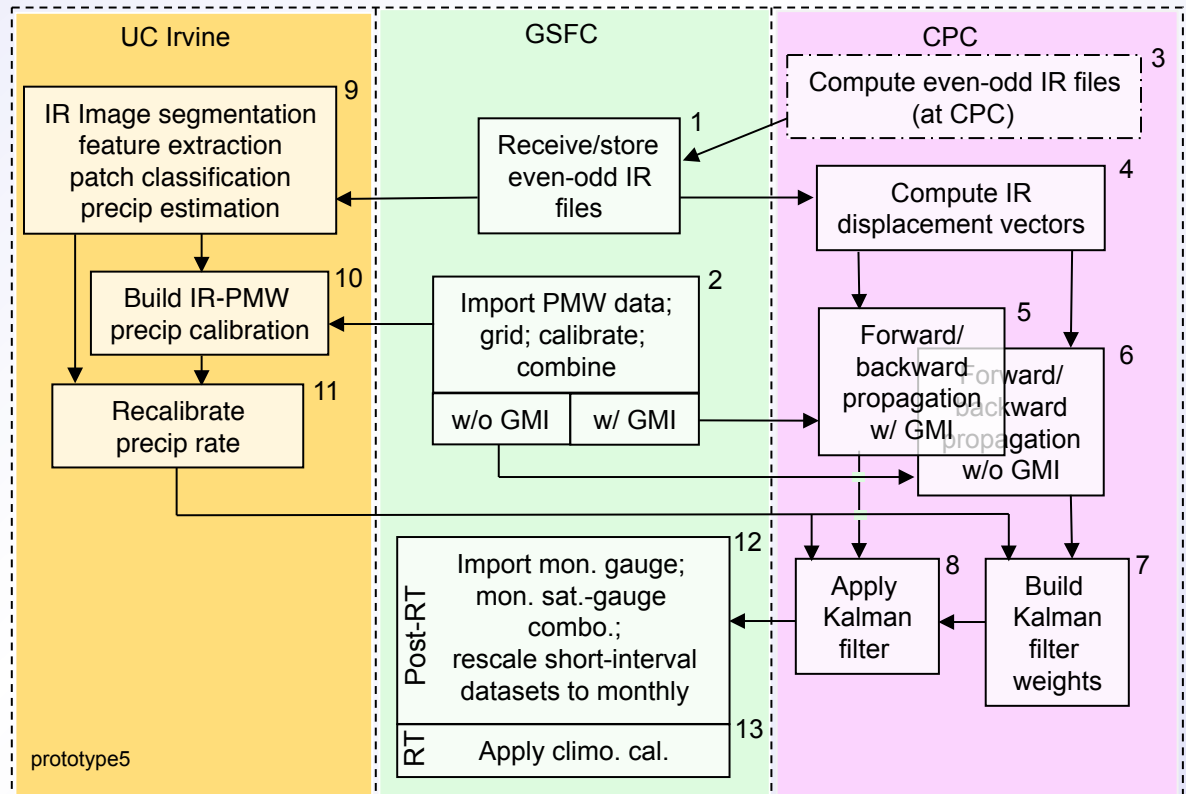 UC Irvine
9
IR Image segmentation
feature extraction
patch classification
precip estimation
10
Build IR-PMW
precip calibration
11
Recalibrate
precip rate
prototype5
GSFC
1
Receive/store
even-odd IR
files
2
Import PMW data;
grid; calibrate;
combine
w/o GMI
w/ GMI
12
Post-RT
Import mon. gauge;
mon. sat.-gauge
combo.;
rescale short-interval
datasets to monthly
13
RT
Apply climo. cal.
CPC
3
Compute even-odd IR files
(at CPC)
4
Compute IR
displacement vectors
5
Forward/
backward
propagation
w/ GMI
6
Forward/
backward
propagation
w/o GMI
8
Apply
Kalman
filter
7
Build
Kalman
filter
weights